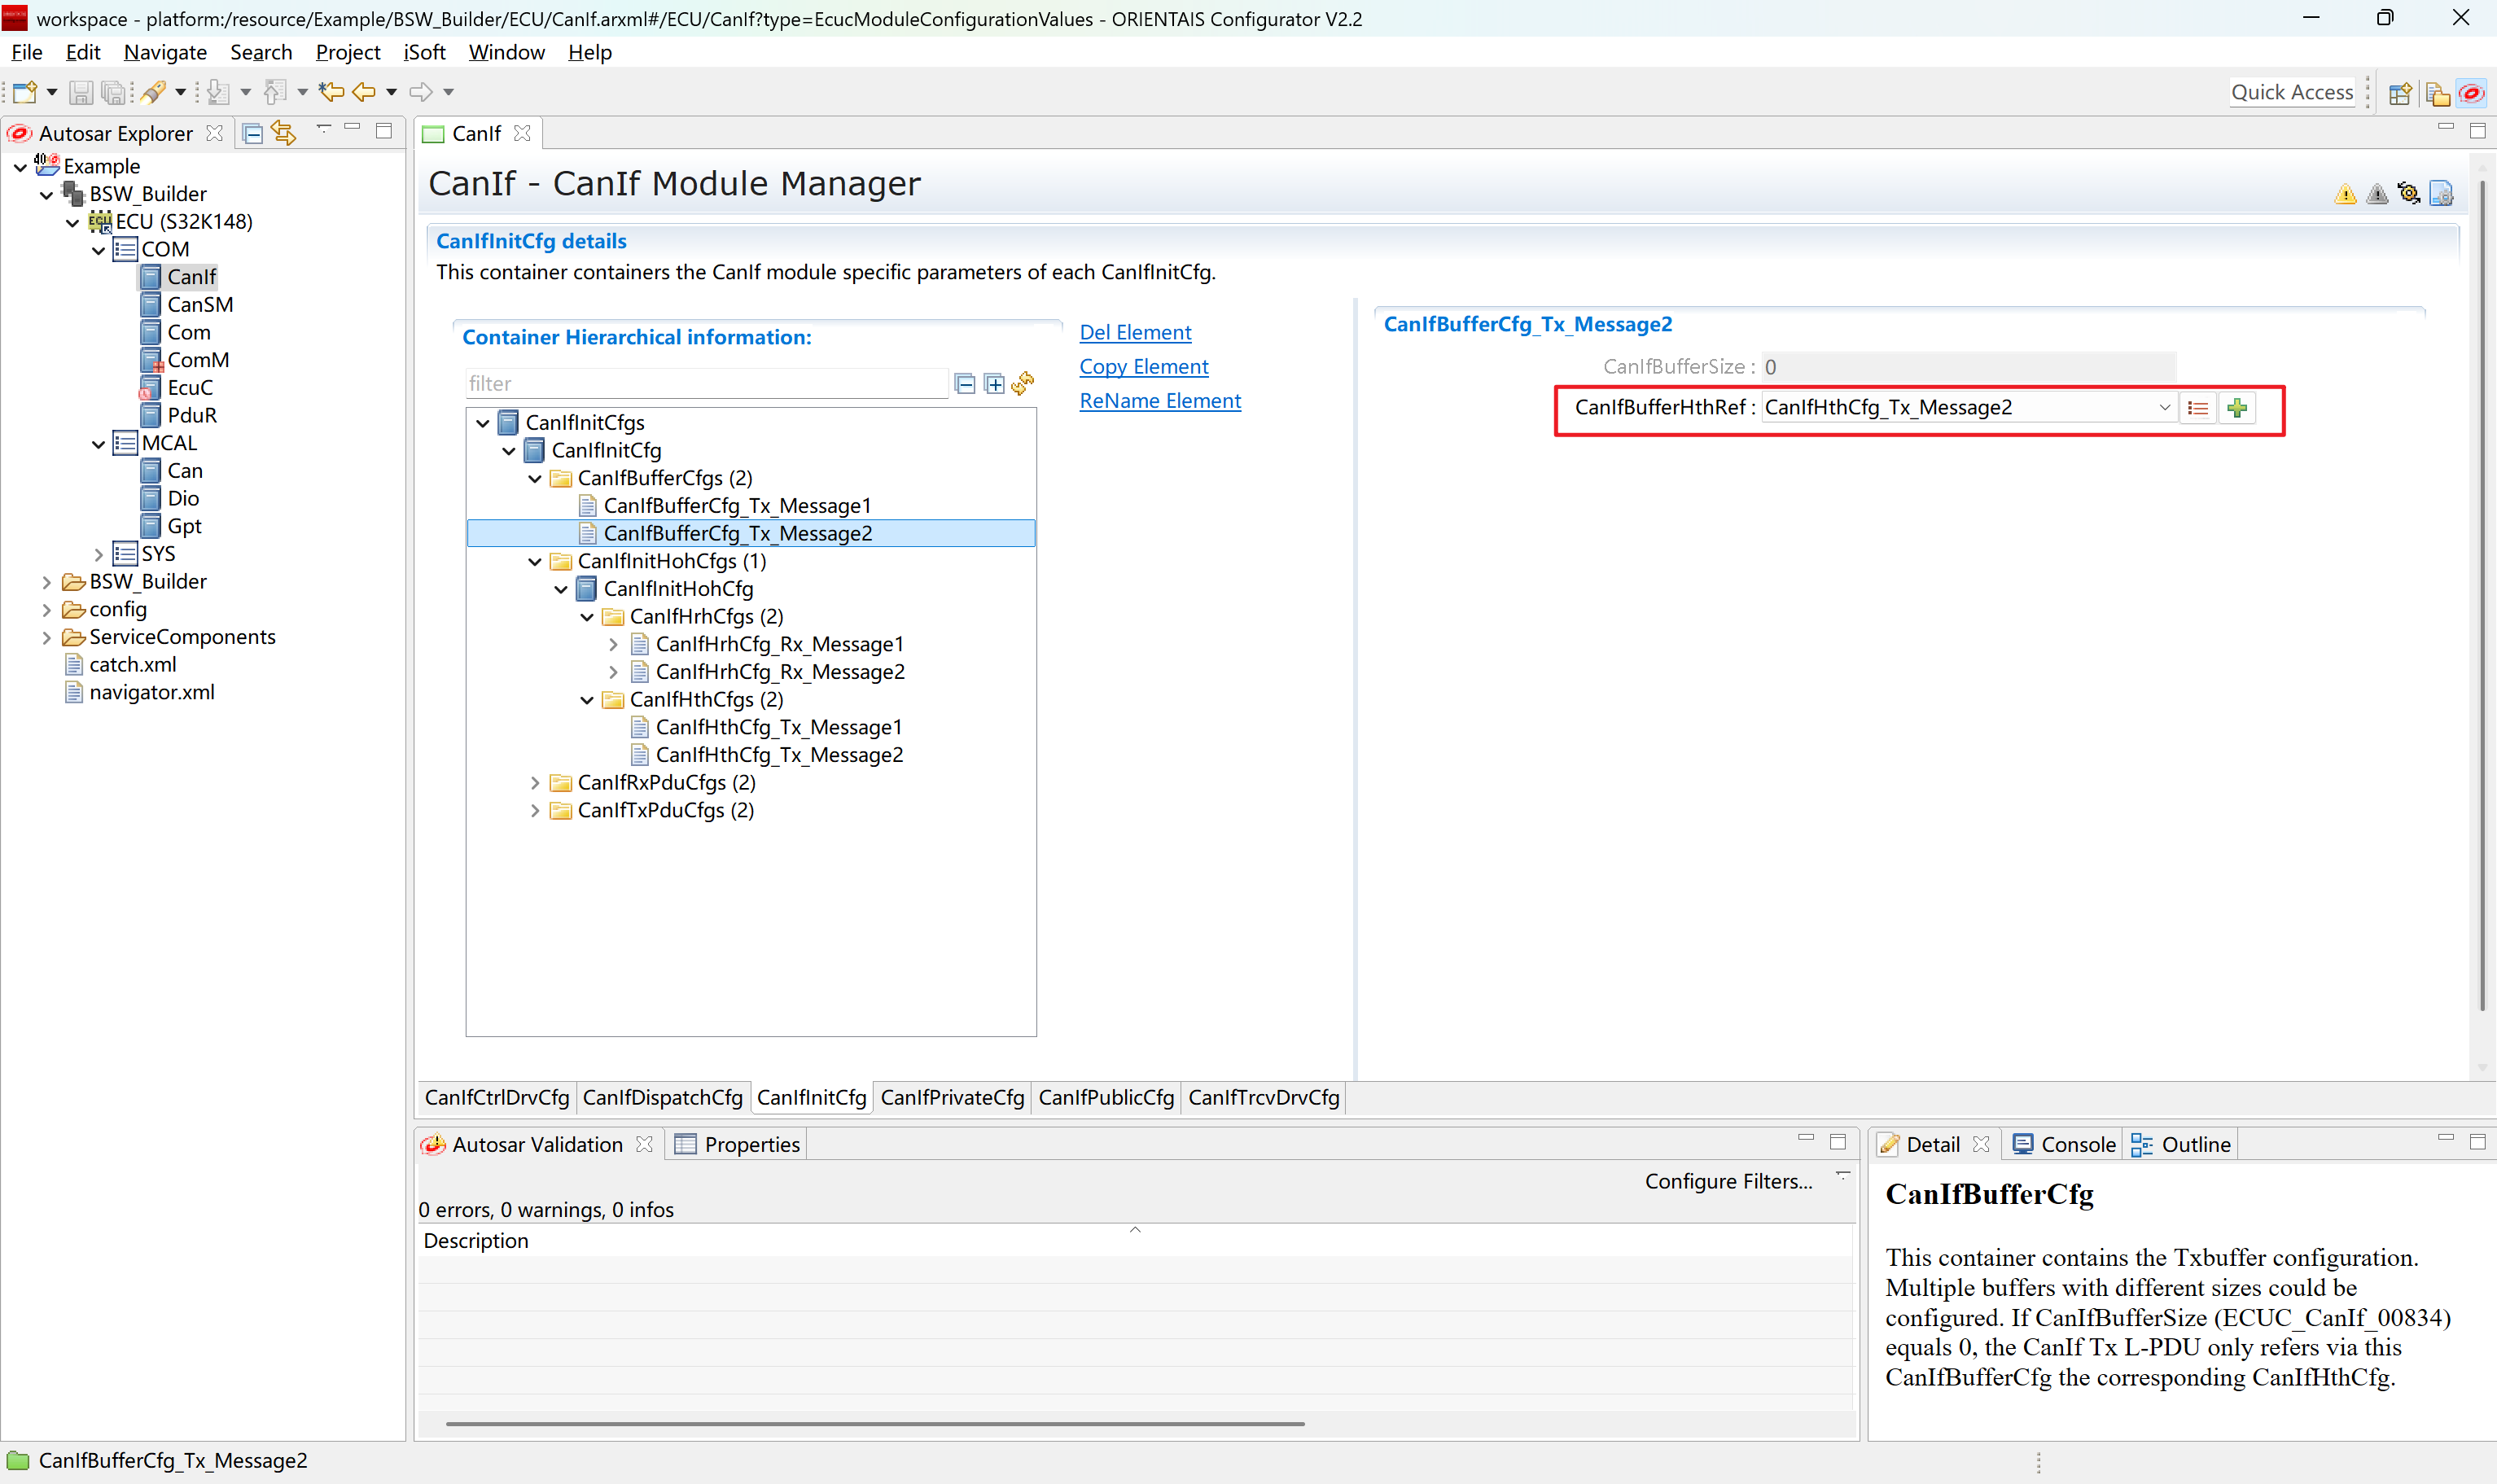 workspace - platform:/resource/Example/BSW_Builder/ECU/CanIf.arxml#/ECU/CanIf?type=EcucModuleConfigurationValues - ORIENTAIS Configurator V2.2
File Edit Navigate Search Project iSoft Window Help
Quick Access
Autosar Explorer
Example
BSW_Builder
ECU (S32K148)
COM
CanIf
CanSM
Com
ComM
EcuC
PduR
MCAL
Can
Dio
Gpt
SYS
BSW_Builder
config
ServiceComponents
catch.xml
navigator.xml
CanIf
CanIf - CanIf Module Manager
CanIfInitCfg details
This container containers the CanIf module specific parameters of each CanIfInitCfg.
Container Hierarchical information:
filter
Del Element
Copy Element
ReName Element
CanIfInitCfgs
CanIfInitCfg
CanIfBufferCfgs (2)
CanIfBufferCfg_Tx_Message1
CanIfBufferCfg_Tx_Message2
CanIfInitHohCfgs (1)
CanIfInitHohCfg
CanIfHrhCfgs (2)
CanIfHrhCfg_Rx_Message1
CanIfHrhCfg_Rx_Message2
CanIfHthCfgs (2)
CanIfHthCfg_Tx_Message1
CanIfHthCfg_Tx_Message2
CanIfRxPduCfgs (2)
CanIfTxPduCfgs (2)
CanIfBufferCfg_Tx_Message2
CanIfBufferSize : 0
CanIfBufferHthRef : CanIfHthCfg_Tx_Message2
CanIfCtrlDrvCfg CanIfDispatchCfg CanIfInitCfg CanIfPrivateCfg CanIfPublicCfg CanIfTrcvDrvCfg
Autosar Validation Properties
Configure Filters...
0 errors, 0 warnings, 0 infos
Description
Detail Console Outline
CanIfBufferCfg
This container contains the Txbuffer configuration.
Multiple buffers with different sizes could be
configured. If CanIfBufferSize (ECUC_CanIf_00834)
equals 0, the CanIf Tx L-PDU only refers via this
CanIfBufferCfg the corresponding CanIfHthCfg.
CanIfBufferCfg_Tx_Message2